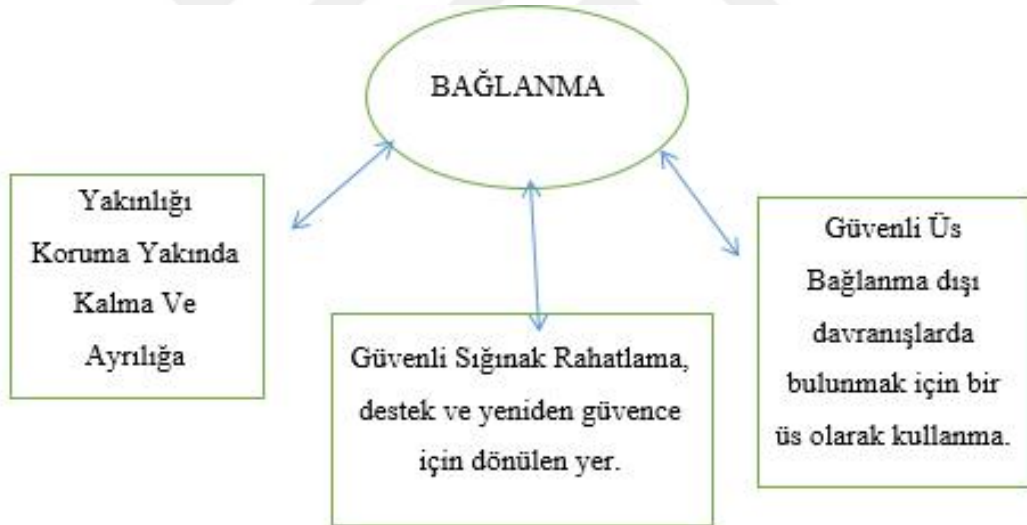 BAĞLANMA
Yakınlığı
Koruma Yakında
Kalma Ve
Ayrılığa
Güvenli Sığınak Rahatlama,
destek ve yeniden güvence
için dönülen yer.
Güvenli Üs
Bağlanma dışı
davranışlarda
bulunmak için bir
üs olarak kullanma.